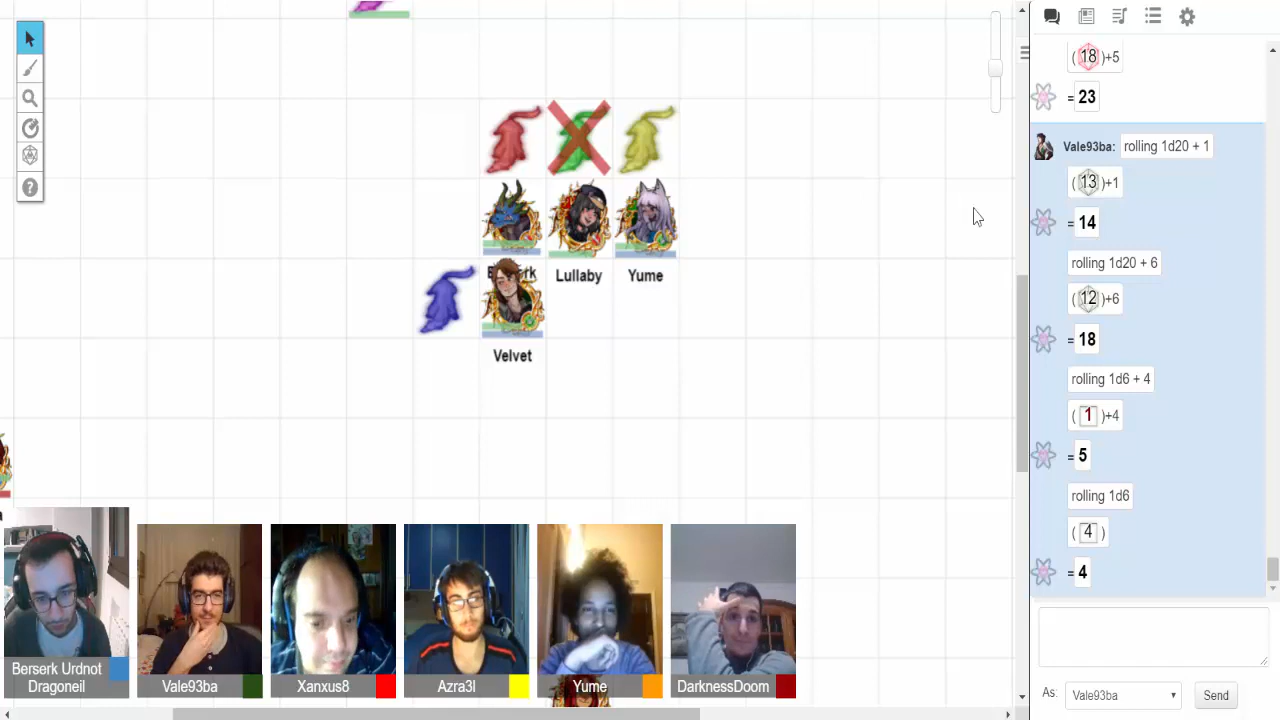 (18)+5
= 23
Vale93ba: rolling 1d20 + 1
(13)+1
= 14
rolling 1d20 + 6
(12)+6
= 18
rolling 1d6 + 4
(1)+4
= 5
rolling 1d6
(4)
= 4
As: Vale93ba Send
Lullaby
Yume
Velvet
Berserk Urdnot
Dragoneil
Vale93ba
Xanxus8
Azra3l
Yume
DarknessDoom